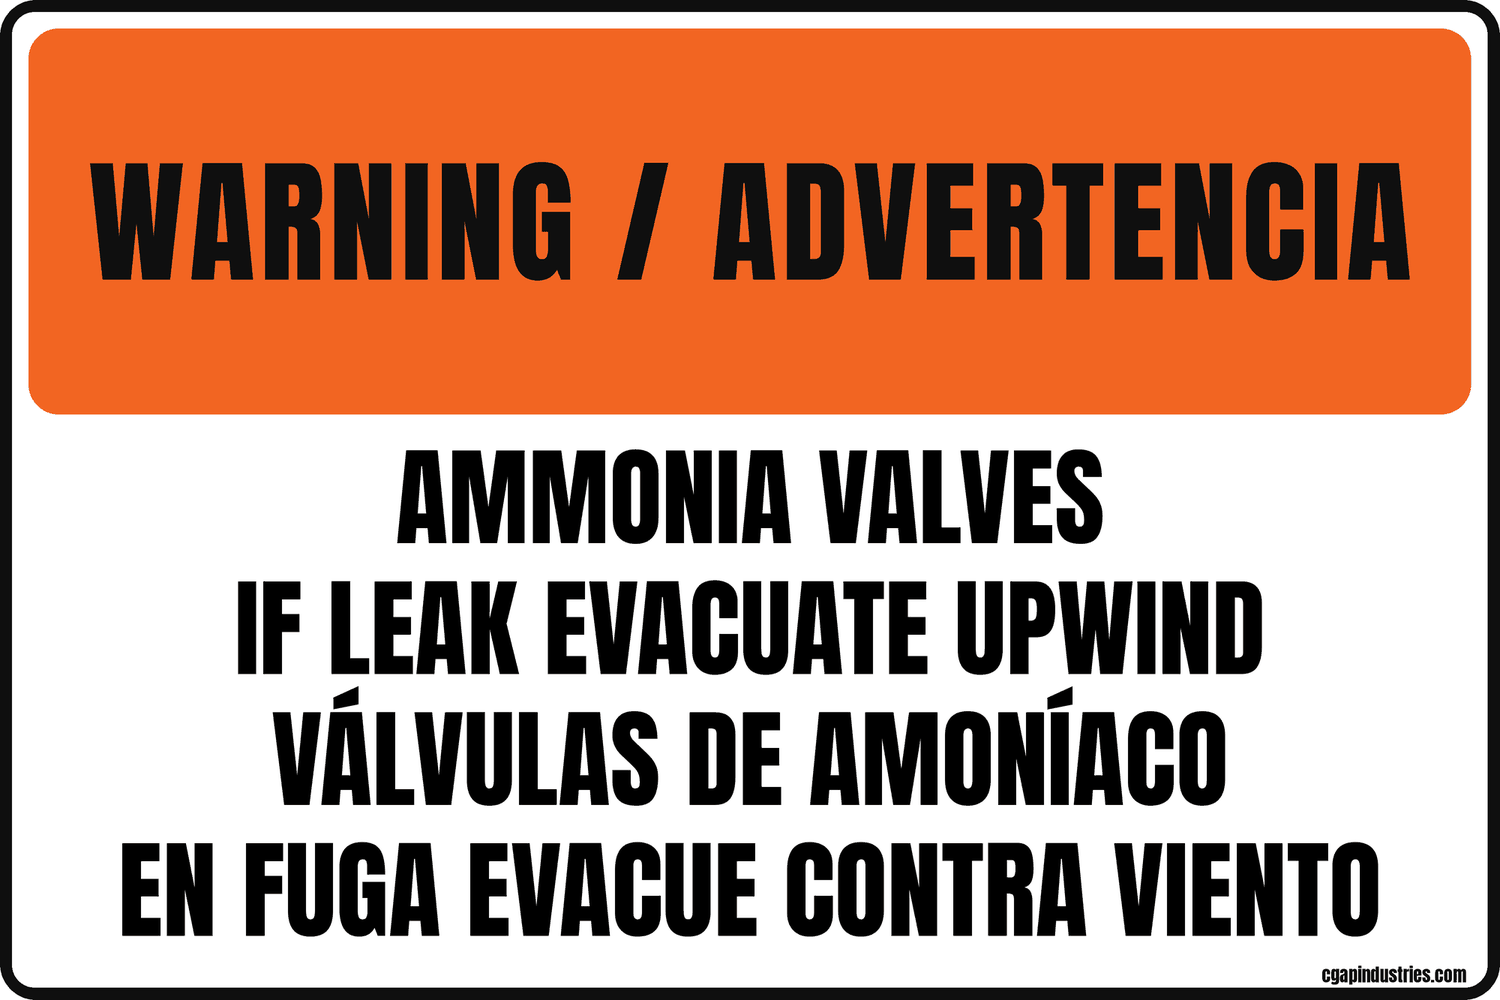 WARNING / ADVERTENCIA
AMMONIA VALVES
IF LEAK EVACUATE UPWIND
VÁLVULAS DE AMONÍACO
EN FUGA EVACUE CONTRA VIENTO
cgapindustries.com